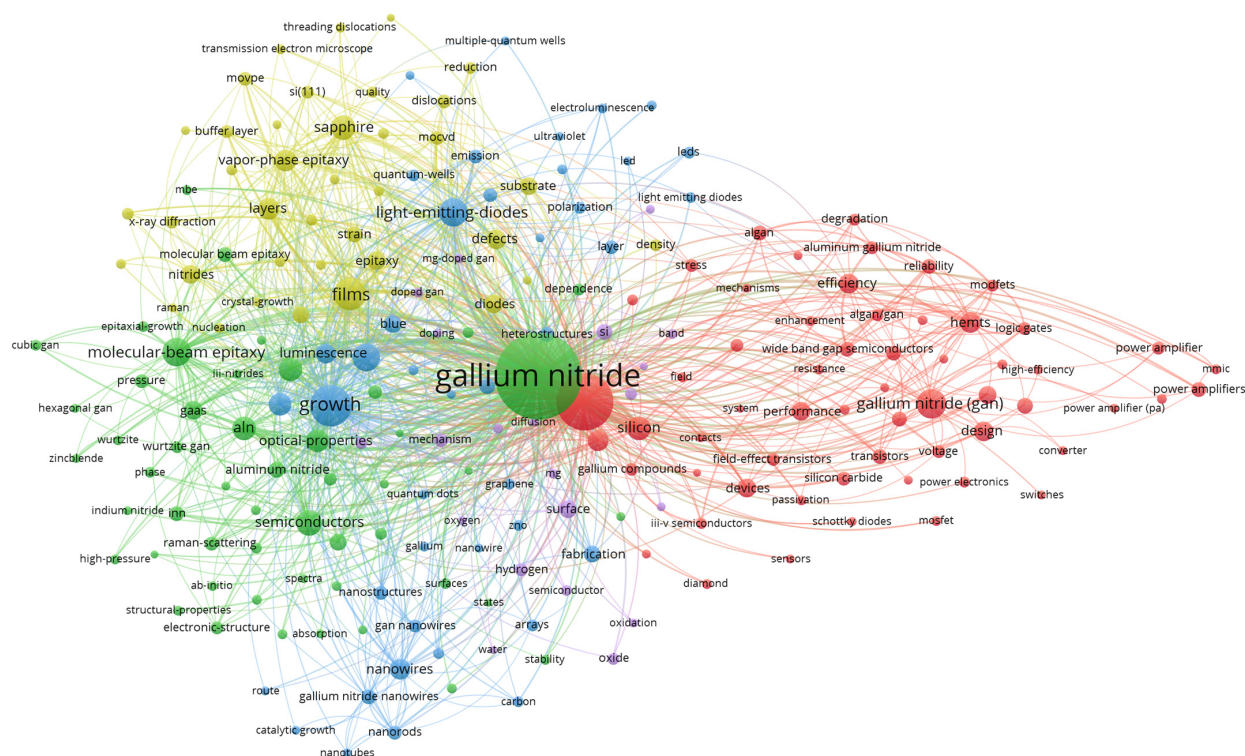 threading dislocations
transmission electron microscope
multiple-quantum wells
movpe
reduction
si(111)
quality
dislocations
electroluminescence
buffer layer
sapphire
mocvd
ultraviolet
vapor-phase epitaxy
emission
led
leds
quantum-wells
mbe
substrate
light emitting diodes
layers
light-emitting-diodes
polarization
x-ray diffraction
degradation
strain
defects
layer
density
algan
aluminum gallium nitride
molecular beam epitaxy
mg-doped gan
epitaxy
stress
reliability
nitrides
films
doped gan
dependence
mechanisms
efficiency
modfets
raman
crystal-growth
diodes
epitaxial-growth
nucleation
blue
doping
heterostructures
si
band
enhancement
algan/gan
hemts
logic gates
cubic gan
molecular-beam epitaxy
luminescence
wide band gap semiconductors
power amplifier
iii-nitrides
gallium nitride
field
resistance
high-efficiency
mmic
pressure
power amplifiers
hexagonal gan
gaas
growth
system
performance
gallium nitride (gan)
power amplifier (pa)
aln
diffusion
silicon
design
wurtzite
wurtzite gan
optical-properties
mechanism
contacts
zincblende
field-effect transistors
transistors
voltage
converter
phase
aluminum nitride
mg
gallium compounds
quantum dots
graphene
devices
silicon carbide
power electronics
switches
indium nitride
inn
passivation
surface
semiconductors
oxygen
zno
iii-v semiconductors
schottky diodes
mosfet
raman-scattering
gallium
nanowire
fabrication
high-pressure
sensors
hydrogen
ab-initio
spectra
surfaces
diamond
nanostructures
semiconductor
states
structural-properties
electronic-structure
absorption
gan nanowires
arrays
oxidation
water
stability
oxide
nanowires
route
gallium nitride nanowires
carbon
catalytic growth
nanorods
nanotubes